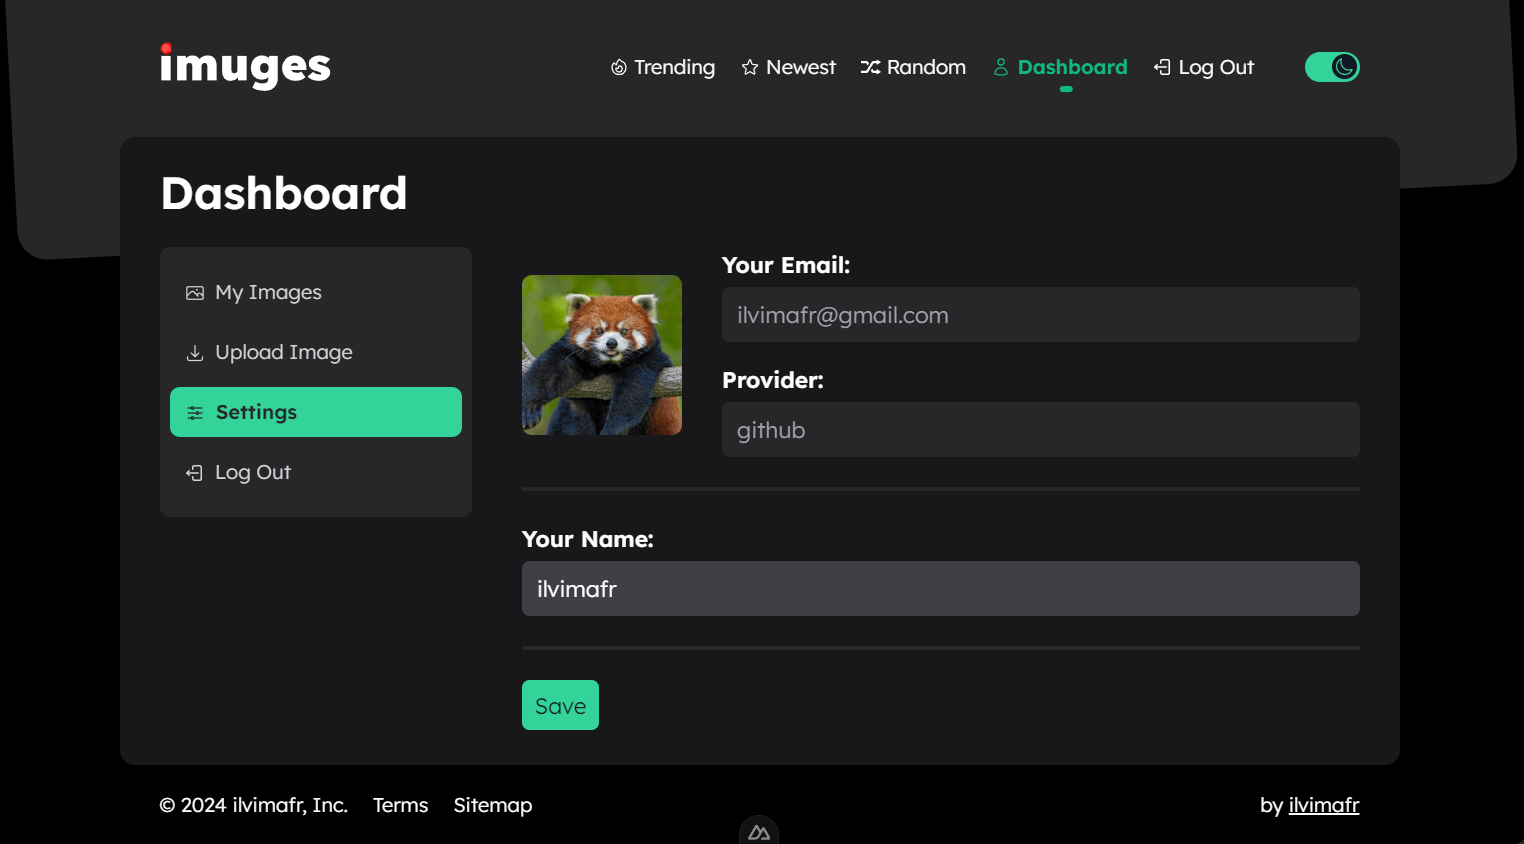 imuges
Trending Newest Random Dashboard Log Out
Dashboard
My Images
Upload Image
Settings
Log Out
Your Email:
ilvimafr@gmail.com
Provider:
github
Your Name:
ilvimafr
Save
© 2024 ilvimafr, Inc. Terms Sitemap by ilvimafr